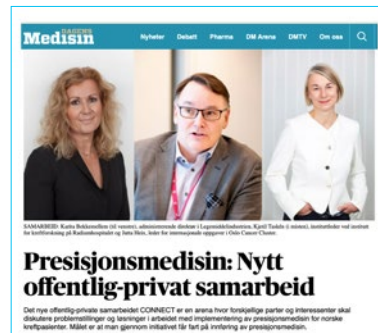 DAGENS
Medisin
Nyheter Debatt Pharma DM Arena DMTV Om oss
SAMARBEID: Karita Bekkemellem (til venstre), administrerende direktør i Legemiddelindustrien, Kjetil Taskén (i midten), instituttleder ved institutt
for kreftforskning på Radiumhospitalet og Jutta Heix, leder for internasjonale oppgaver i Oslo Cancer Cluster.
Presisjonsmedisin: Nytt
offentlig-privat samarbeid
Det nye offentlig-private samarbeidet CONNECT er en arena hvor forskjellige parter og interessenter skal
diskutere problemstillinger og løsninger i arbeidet med implementering av presisjonsmedisin for norske
kreftpasienter. Målet er at man gjennom initiativet får fart på innføring av presisjonsmedisin.